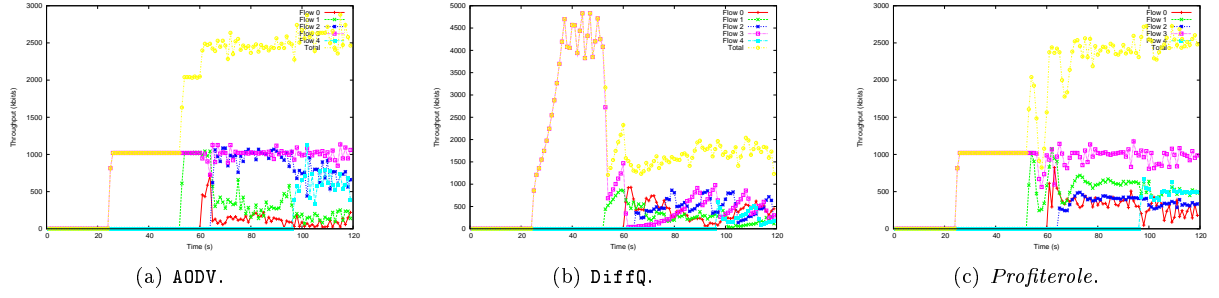 3000
2500
2000
1500
1000
500
0
0
20
40
60
80
100
120
Throughput (kbit/s)
Time (s)
Flow 0
Flow 1
Flow 2
Flow 3
Flow 4
Total
(a) AODV.
5000
4500
4000
3500
3000
2500
2000
1500
1000
500
0
0
20
40
60
80
100
120
Throughput (kbit/s)
Time (s)
Flow 0
Flow 1
Flow 2
Flow 3
Flow 4
Total
(b) DiffQ.
3000
2500
2000
1500
1000
500
0
0
20
40
60
80
100
120
Throughput (kbit/s)
Time (s)
Flow 0
Flow 1
Flow 2
Flow 3
Flow 4
Total
(c) Profiterole.